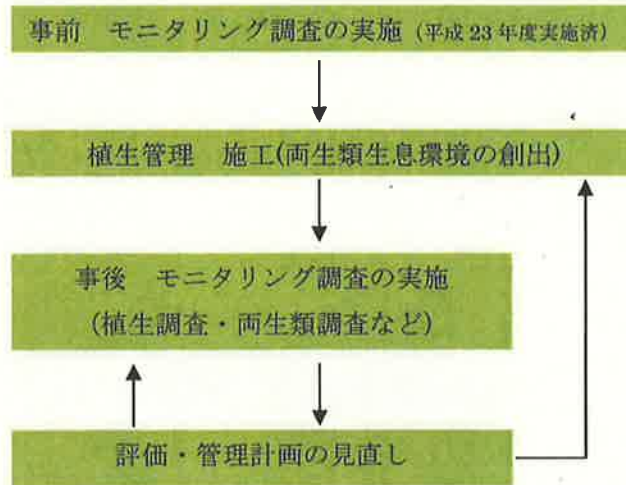 事前　モニタリング調査の実施 (平成 23 年度実施済)
植生管理　施工(両生類生息環境の創出)
事後　モニタリング調査の実施
(植生調査・両生類調査など)
評価・管理計画の見直し